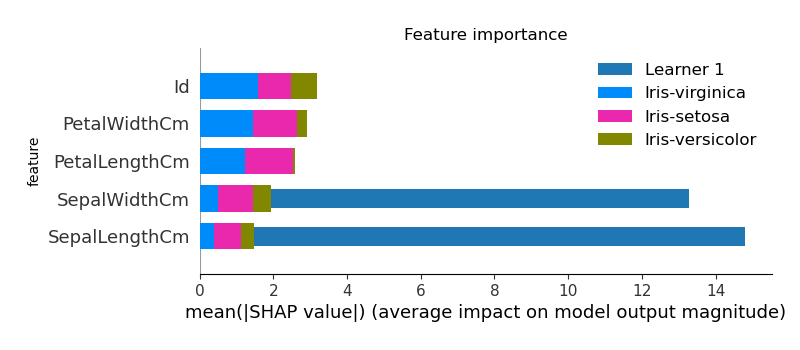 Feature importance
Learner 1
Iris-virginica
Iris-setosa
Iris-versicolor
feature
Id
PetalWidthCm
PetalLengthCm
SepalWidthCm
SepalLengthCm
0 2 4 6 8 10 12 14
mean(|SHAP value|) (average impact on model output magnitude)